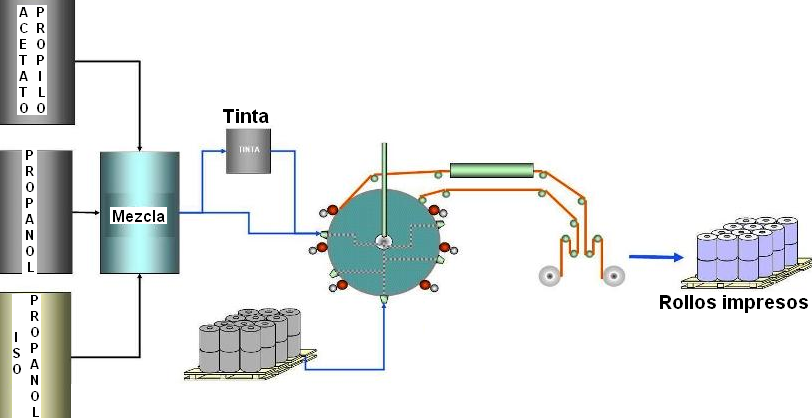 ACETATO PROPILO
PROPANOL
ISO PROPANOL
Mezcla
Tinta
TINTA
Rollos impresos